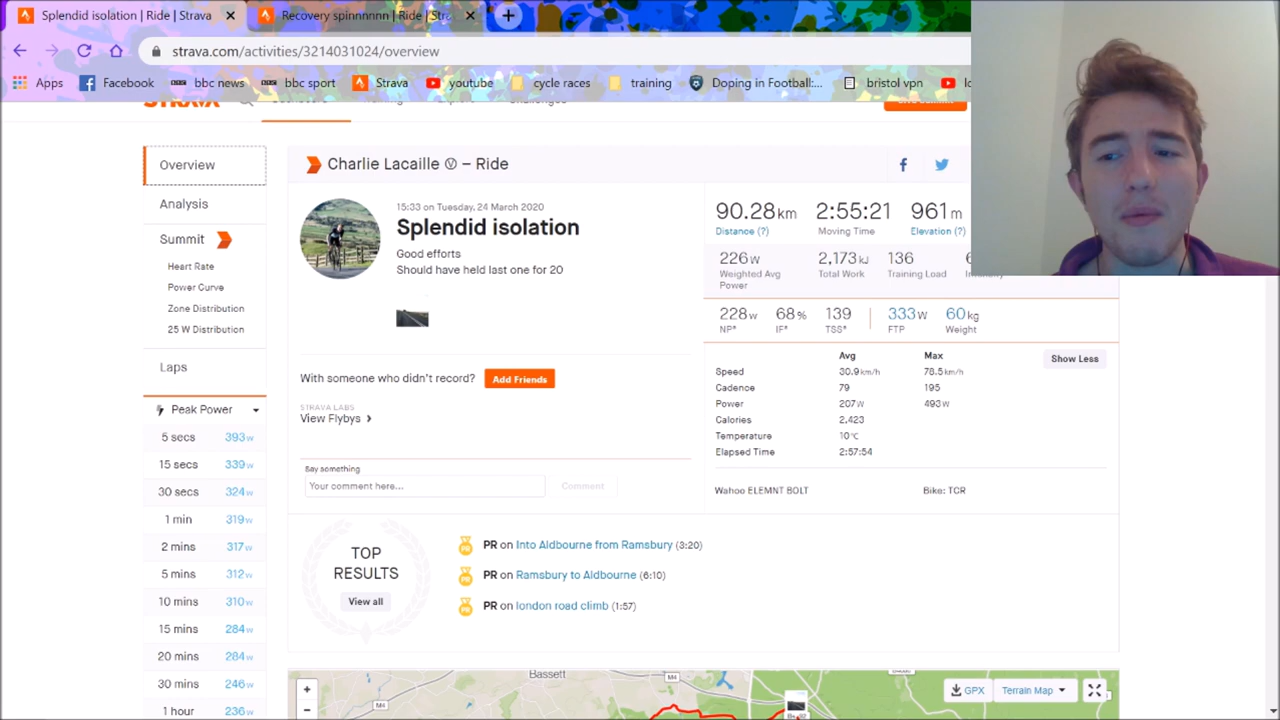 Splendid isolation | Ride | Strava
Recovery spinnnnnn | Ride | Stra
strava.com/activities/3214031024/overview
Apps Facebook bbc news bbc sport Strava youtube cycle races training Doping in Football:... bristol vpn
Charlie Lacaille – Ride
Overview
Analysis
Summit
Heart Rate
Power Curve
Zone Distribution
25 W Distribution
Laps
Peak Power
5 secs 393w
15 secs 339w
30 secs 324w
1 min 319w
2 mins 317w
5 mins 312w
10 mins 310w
15 mins 284w
20 mins 284w
30 mins 246w
1 hour 236w
15:33 on Tuesday, 24 March 2020
Splendid isolation
Good efforts
Should have held last one for 20
With someone who didn't record? Add Friends
STRAVA LABS
View Flybys
Say something
Your comment here... Comment
90.28km 2:55:21 961m
Distance (?) Moving Time Elevation (?)
226W 2,173kJ 136
Weighted Avg Power Total Work Training Load
228w 68% 139 333W 60kg
NP* IF* TSS* FTP Weight
Avg Max
Show Less
Speed 30.9km/h 78.5km/h
Cadence 79 195
Power 207W 493W
Calories 2,423
Temperature 10℃
Elapsed Time 2:57:54
Wahoo ELEMNT BOLT Bike: TCR
TOP
RESULTS
View all
PR on Into Aldbourne from Ramsbury (3:20)
PR on Ramsbury to Aldbourne (6:10)
PR on london road climb (1:57)
Bassett M4
M4
GPX Terrain Map